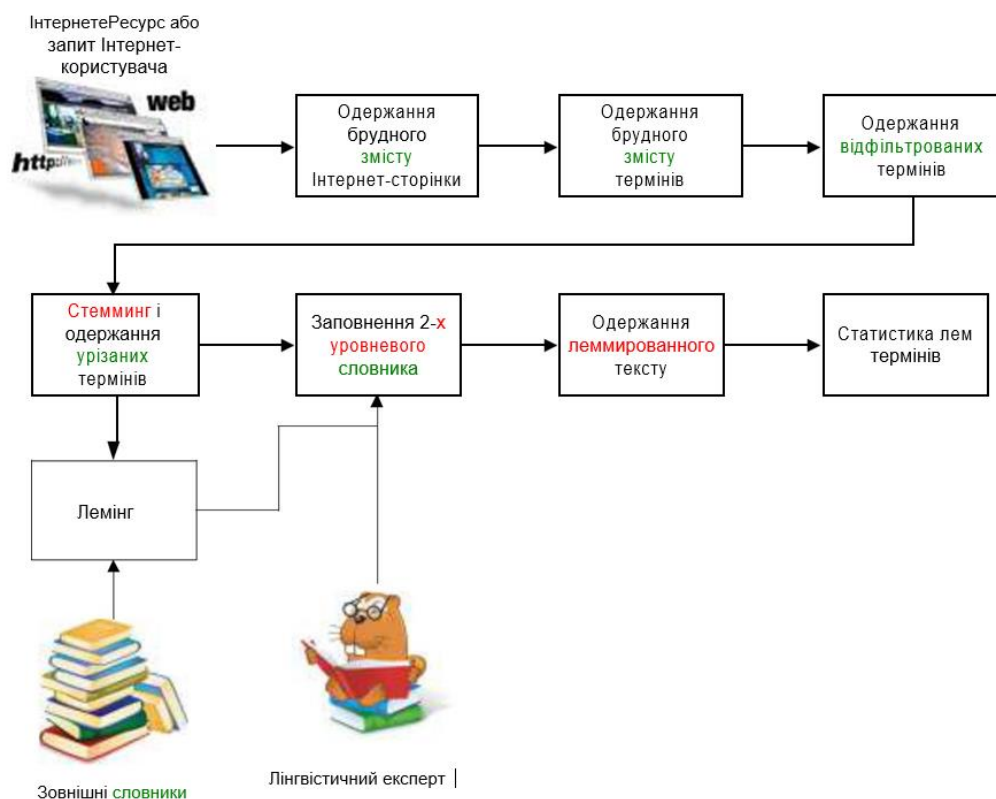 ІнтернетеРесурс або
запит Інтернет-
користувача
web
http://
Одержання
брудного
змісту
Інтернет-сторінки
Одержання
брудного
змісту
термінів
Одержання
відфільтрованих
термінів
Стемминг і
одержання
урізаних
термінів
Заповнення 2-х
уровневого
словника
Одержання
леммированного
тексту
Статистика лем
термінів
Лемінг
Зовнішні словники
Лінгвістичний експерт